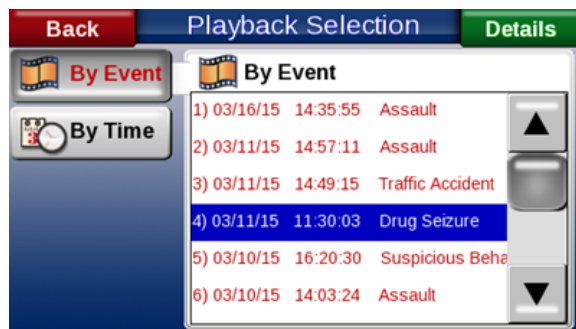 Back Playback Selection Details
By Event By Event
1) 03/16/15 14:35:55 Assault
By Time
2) 03/11/15 14:57:11 Assault
3) 03/11/15 14:49:15 Traffic Accident
4) 03/11/15 11:30:03 Drug Seizure
5) 03/10/15 16:20:30 Suspicious Beha
6) 03/10/15 14:03:24 Assault